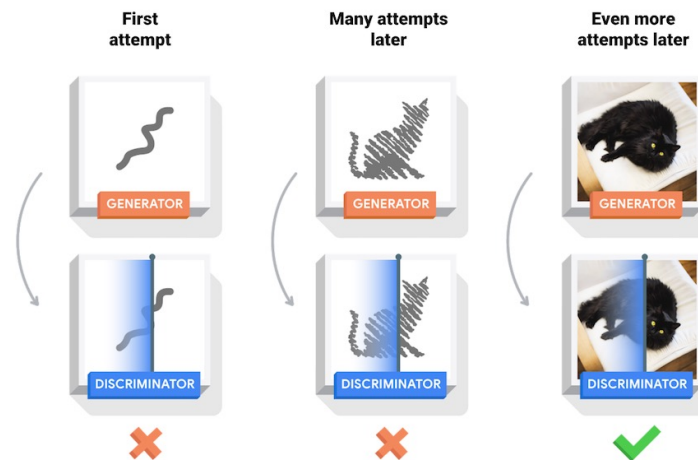 First
attempt
Many attempts
later
Even more
attempts later
GENERATOR
GENERATOR
GENERATOR
DISCRIMINATOR
DISCRIMINATOR
DISCRIMINATOR